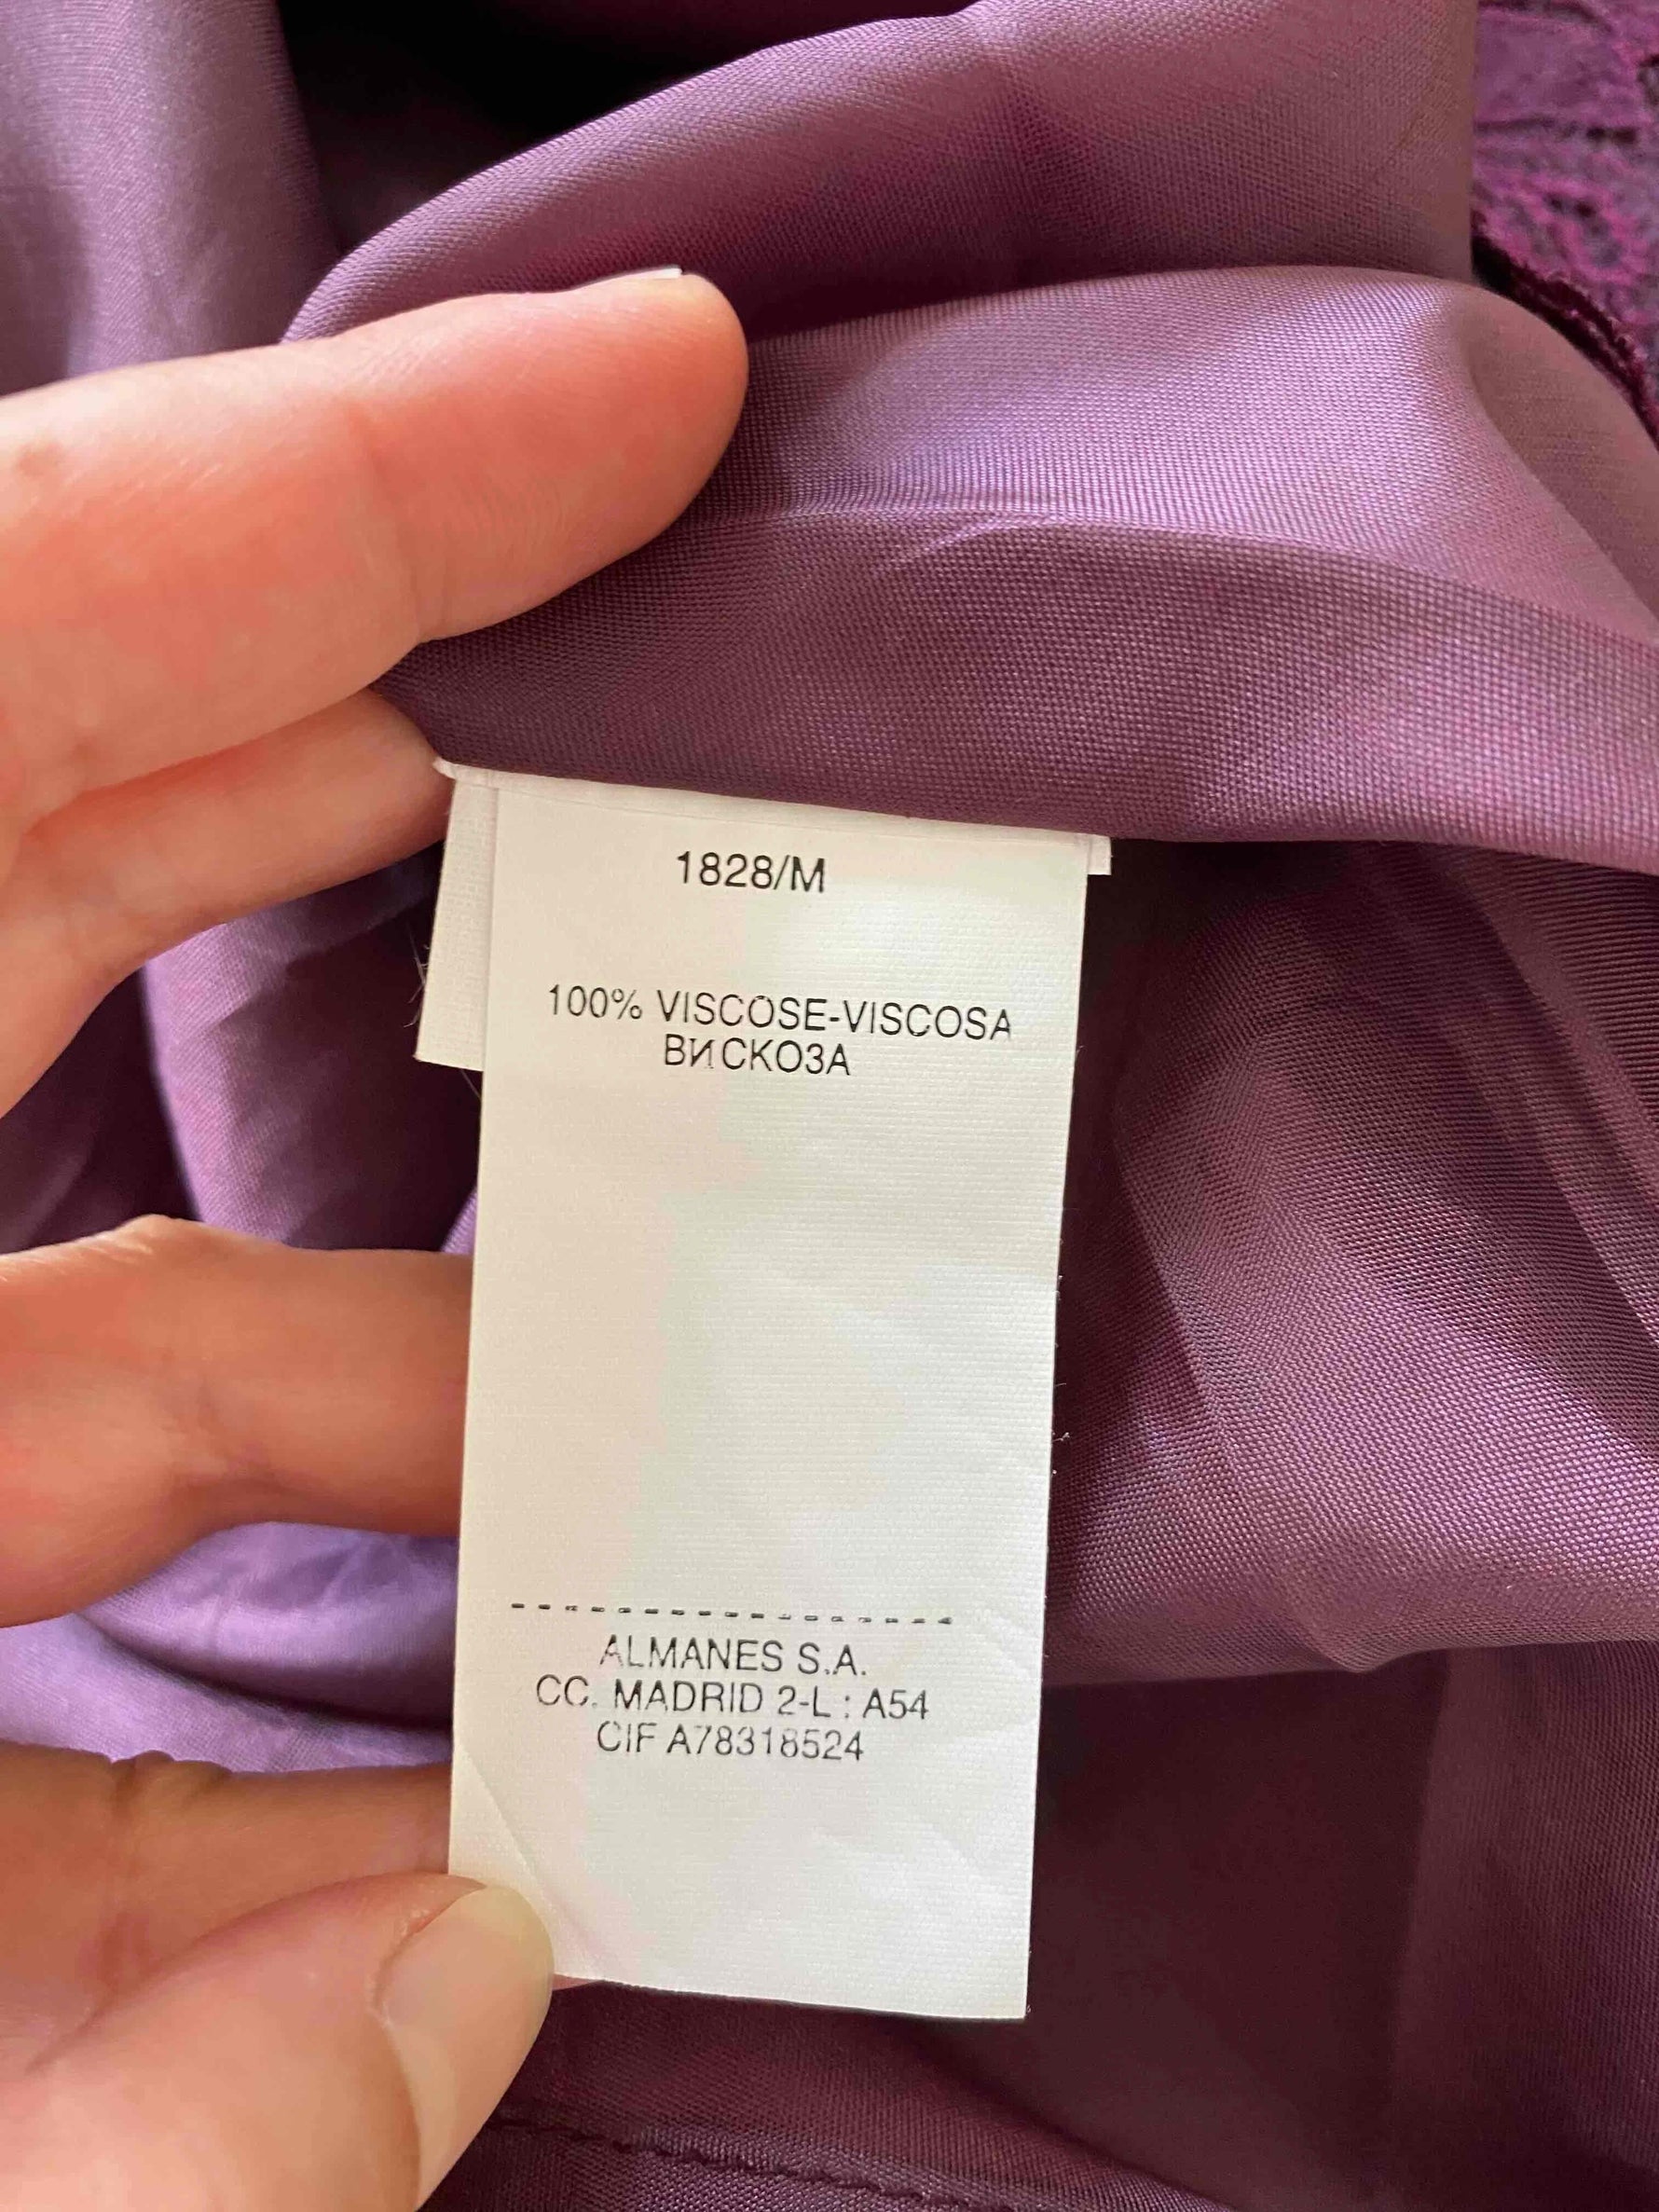 1828/M
100% VISCOSE-VISCOSA
ВИСКОЗА
ALMANES S.A.
CC. MADRID 2-L : A54
CIF A78318524